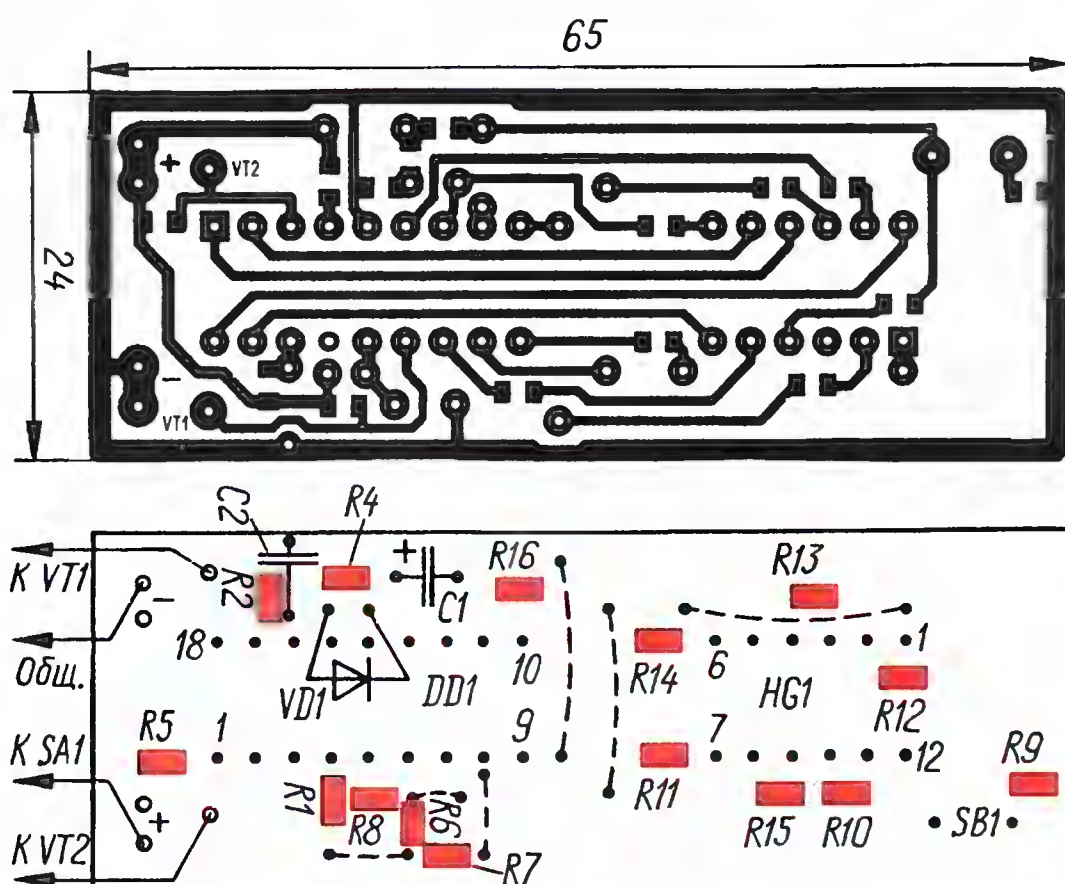 65
24
+
VT2
−
VT1
C2
R4
К VT1
R2
+
C1
R16
R13
−
Общ.
18
10
R14
6
1
VD1
DD1
HG1
R12
R5
1
9
7
12
К SA1
R11
R9
R1
R8
R6
R15
R10
SB1
+
К VT2
R7